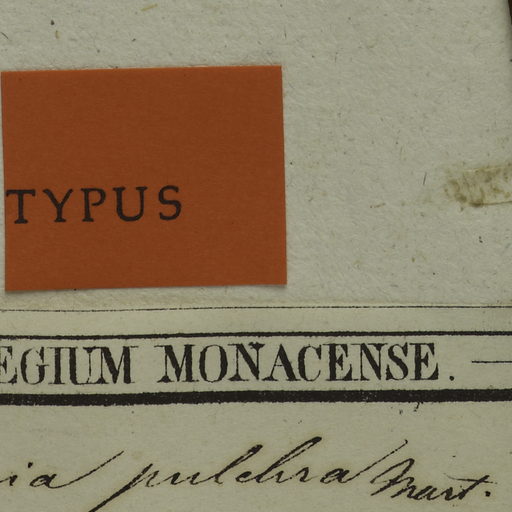 TYPUS
EGIUM MONACENSE.
ia pulchra Mart.